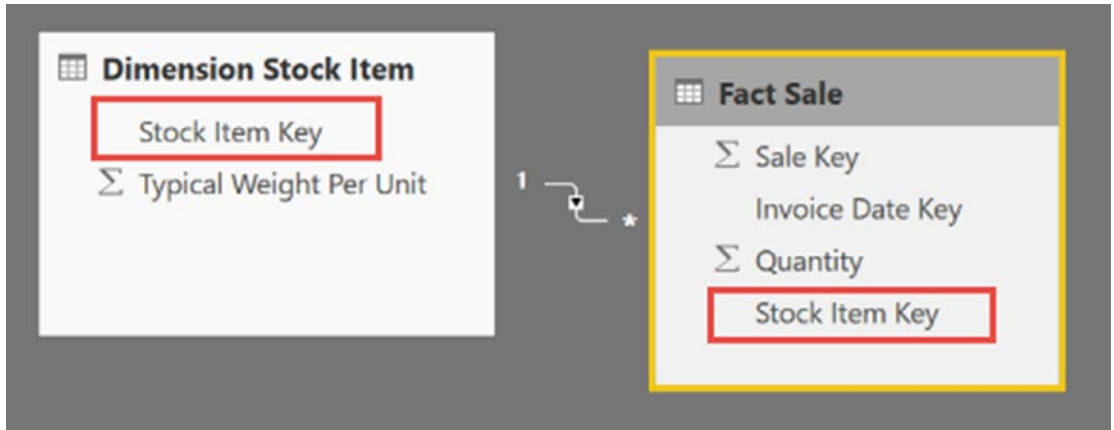 Dimension Stock Item
Stock Item Key
Σ Typical Weight Per Unit
1
*
Fact Sale
Σ Sale Key
Invoice Date Key
Σ Quantity
Stock Item Key